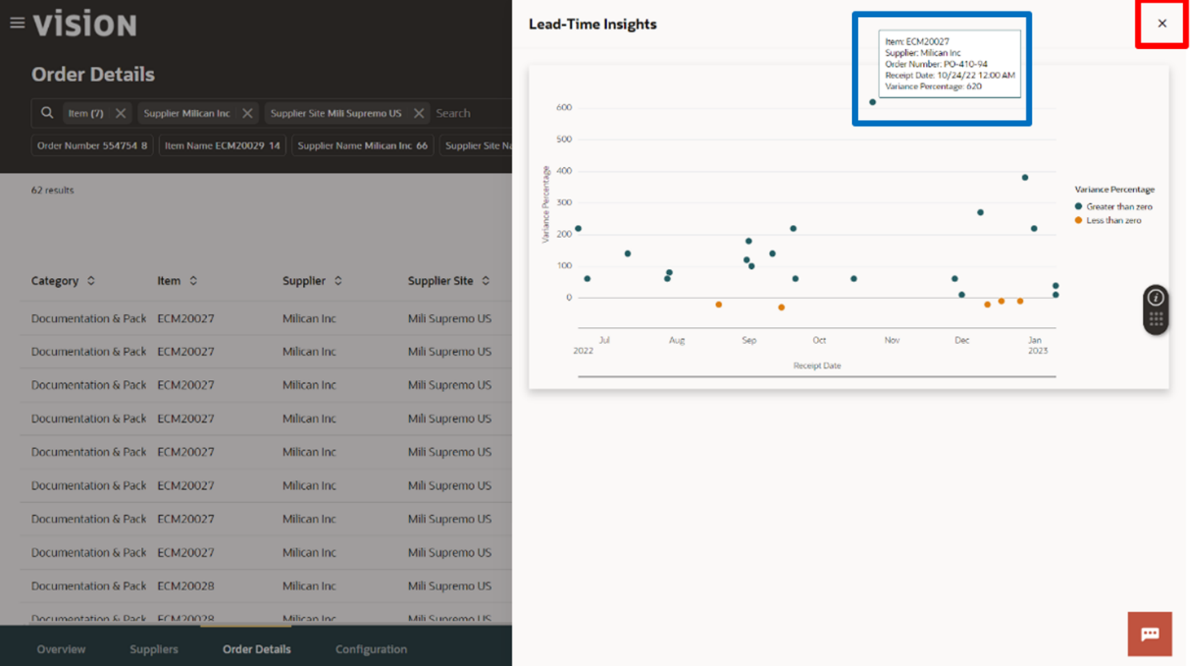 vision
Order Details
Item (7)
Supplier Milican Inc
Supplier Site Mili Supremo US
Search
Order Number 554754 8
Item Name ECM20029 14
Supplier Name Milican Inc 66
Supplier Site Na
62 results
Category
Item
Supplier
Supplier Site
Documentation & Pack ECM20027 Milican Inc Mili Supremo US
Documentation & Pack ECM20027 Milican Inc Mili Supremo US
Documentation & Pack ECM20027 Milican Inc Mili Supremo US
Documentation & Pack ECM20027 Milican Inc Mili Supremo US
Documentation & Pack ECM20027 Milican Inc Mili Supremo US
Documentation & Pack ECM20027 Milican Inc Mili Supremo US
Documentation & Pack ECM20027 Milican Inc Mili Supremo US
Documentation & Pack ECM20027 Milican Inc Mili Supremo US
Documentation & Pack ECM20028 Milican Inc Mili Supremo US
Documentation & Pack ECM20028 Milican Inc Mili Supremo US
Overview
Suppliers
Order Details
Configuration
Lead-Time Insights
Item: ECM20027
Supplier: Milican Inc
Order Number: PO-410-94
Receipt Date: 10/24/22 12:00 AM
Variance Percentage: 620
Variance Percentage
600
500
400
300
200
100
0
Jul
2022
Aug
Sep
Oct
Nov
Dec
Jan
2023
Receipt Date
Variance Percentage
Greater than zero
Less than zero